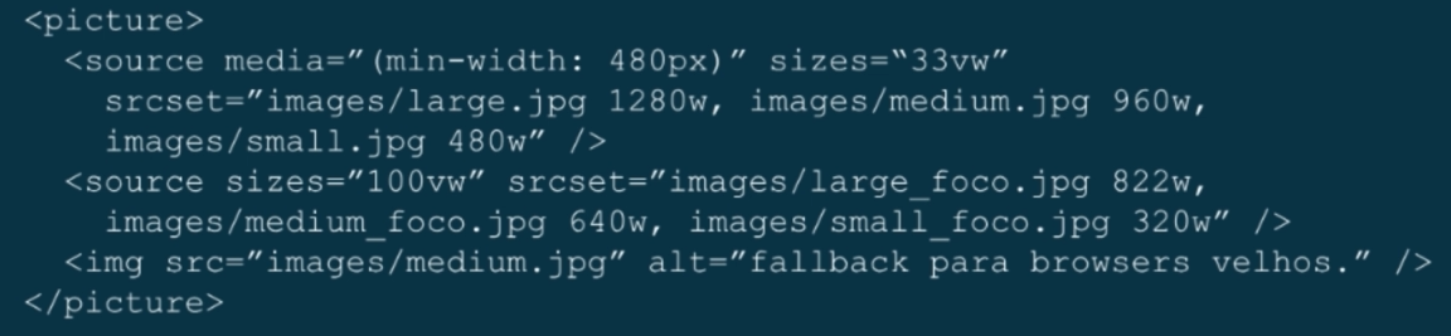 <picture>
<source media=”(min-width: 480px)” sizes=“33vw”
srcset=”images/large.jpg 1280w, images/medium.jpg 960w,
images/small.jpg 480w” />
<source sizes=”100vw” srcset=”images/large_foco.jpg 822w,
images/medium_foco.jpg 640w, images/small_foco.jpg 320w” />
<img src=”images/medium.jpg” alt=”fallback para browsers velhos.” />
</picture>